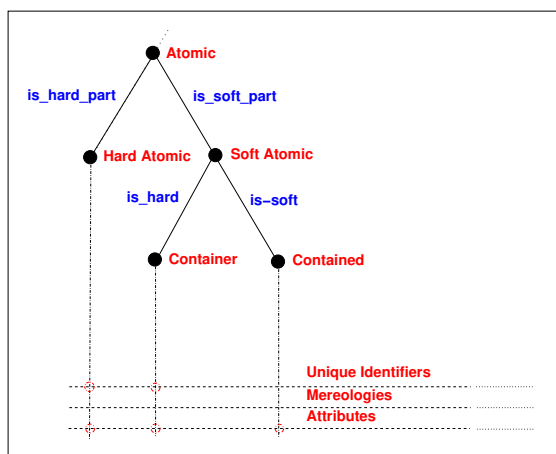 Atomic
is_hard_part
is_soft_part
Hard Atomic
Soft Atomic
is_hard
is-soft
Container
Contained
Unique Identifiers
Mereologies
Attributes